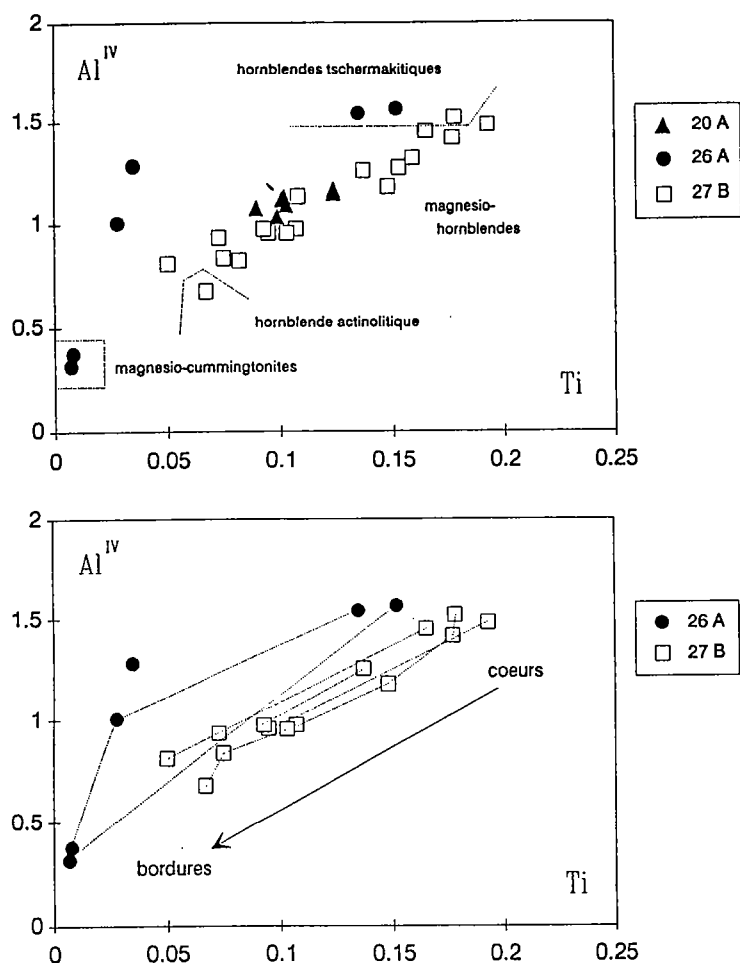 2
Al^IV
hornblendes tschermakitiques
1.5
1
magnesio-
hornblendes
0.5
hornblende actinolitique
magnesio-cummingtonites
Ti
0
0 0.05 0.1 0.15 0.2 0.25
20 A
26 A
27 B
2
Al^IV
1.5
coeurs
1
0.5
bordures
Ti
0
0 0.05 0.1 0.15 0.2 0.25
26 A
27 B